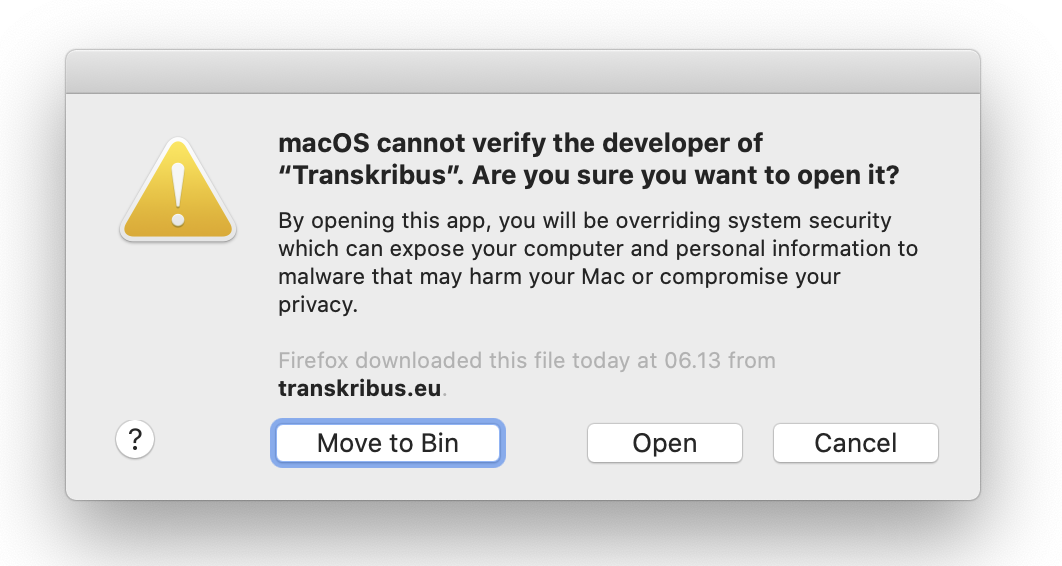 macOS cannot verify the developer of
“Transkribus”. Are you sure you want to open it?
By opening this app, you will be overriding system security
which can expose your computer and personal information to
malware that may harm your Mac or compromise your
privacy.
Firefox downloaded this file today at 06.13 from
transkribus.eu.
?
Move to Bin
Open
Cancel